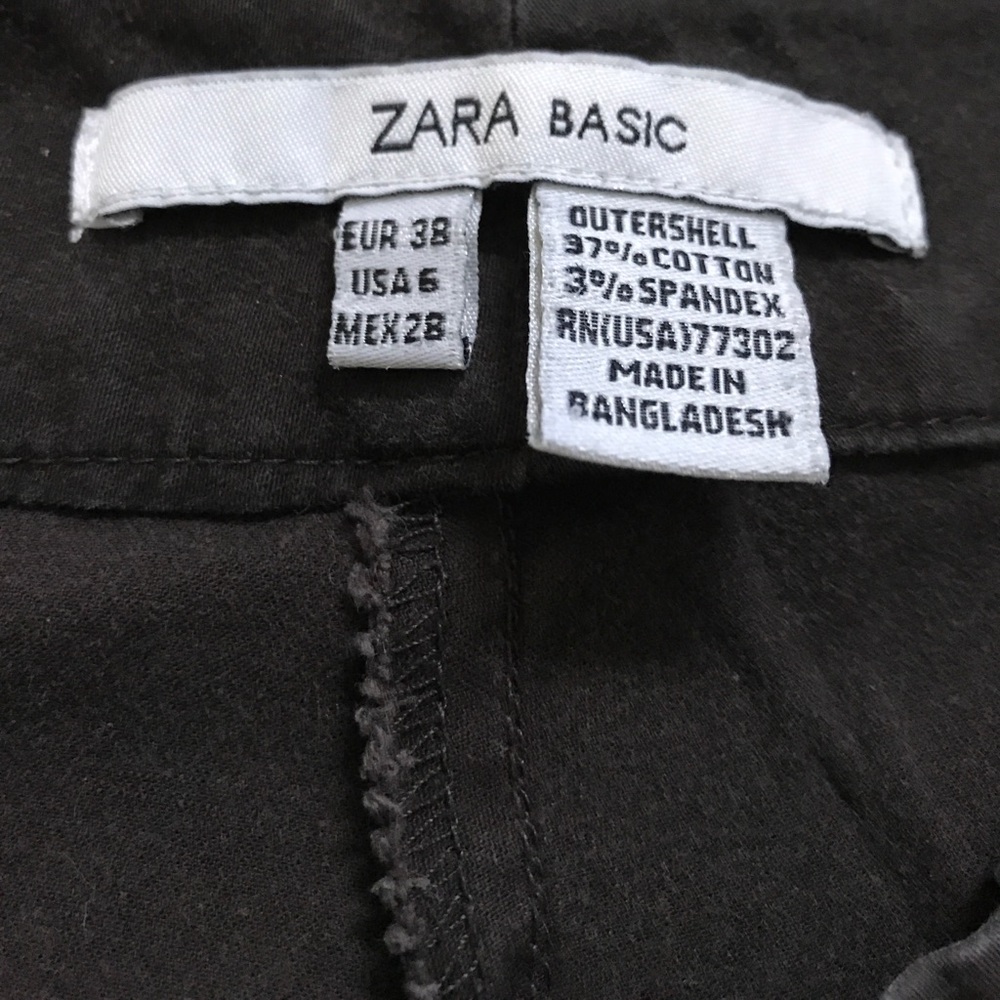 ZARA BASIC
EUR 38
USA 6
MEX 28
OUTERSHELL
97% COTTON
3% SPANDEX
RN(USA)77302
MADE IN
BANGLADESH